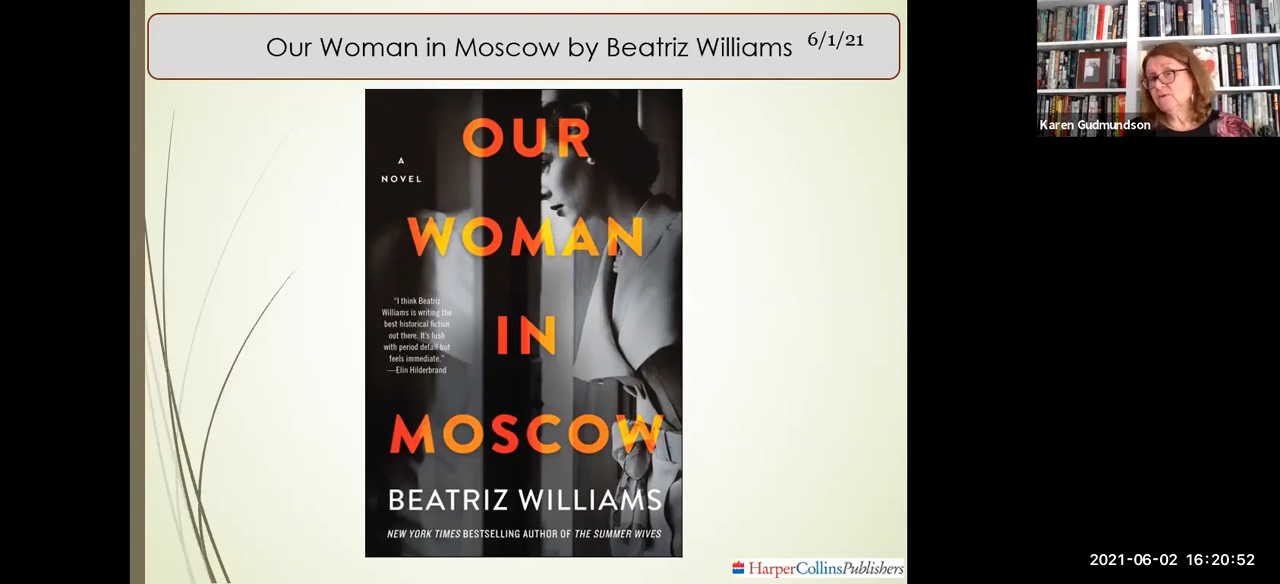 Our Woman in Moscow by Beatriz Williams 6/1/21
OUR
A
NOVEL
WOMAN
"I think Beatriz
Williams is writing the
best historical fiction
out there. It's lush
with period detail but
feels immediate."
—Elin Hilderbrand
IN
MOSCOW
BEATRIZ WILLIAMS
NEW YORK TIMES BESTSELLING AUTHOR OF THE SUMMER WIVES
HarperCollinsPublishers
Karen Gudmundson
2021-06-02 16:20:52